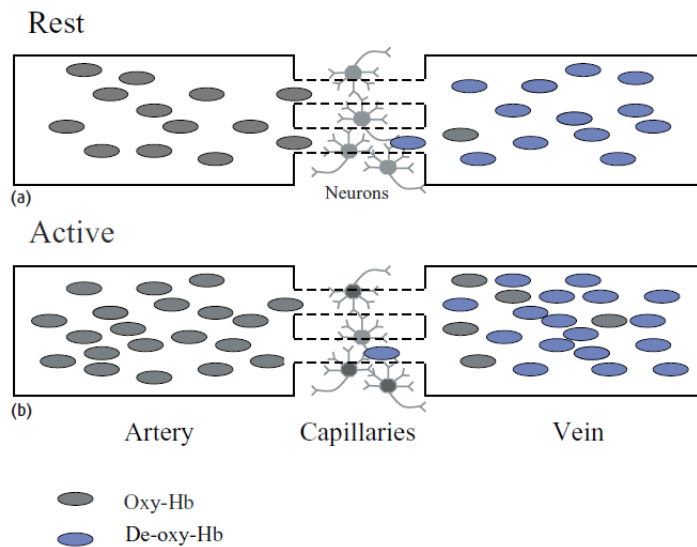 Rest
Neurons
(a)
Active
(b)
Artery Capillaries Vein
Oxy-Hb
De-oxy-Hb